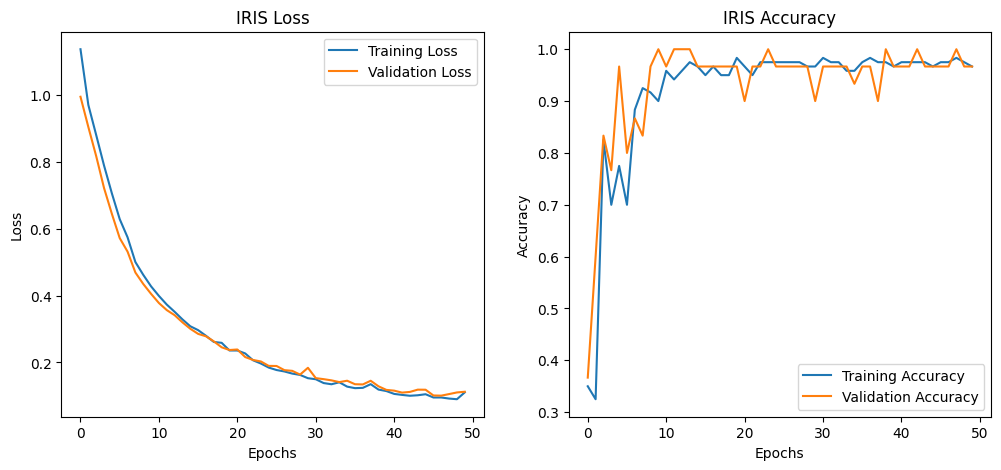 IRIS Loss
Training Loss
Validation Loss
1.0
0.8
0.6
0.4
0.2
Loss
0
10
20
30
40
50
Epochs
IRIS Accuracy
1.0
0.9
0.8
0.7
0.6
0.5
0.4
0.3
Accuracy
Training Accuracy
Validation Accuracy
0
10
20
30
40
50
Epochs